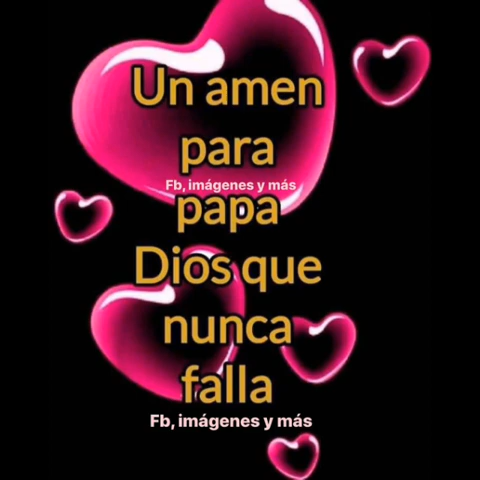 Un amen
para
Fb, imágenes y más
papa
Dios que
nunca
falla
Fb, imágenes y más